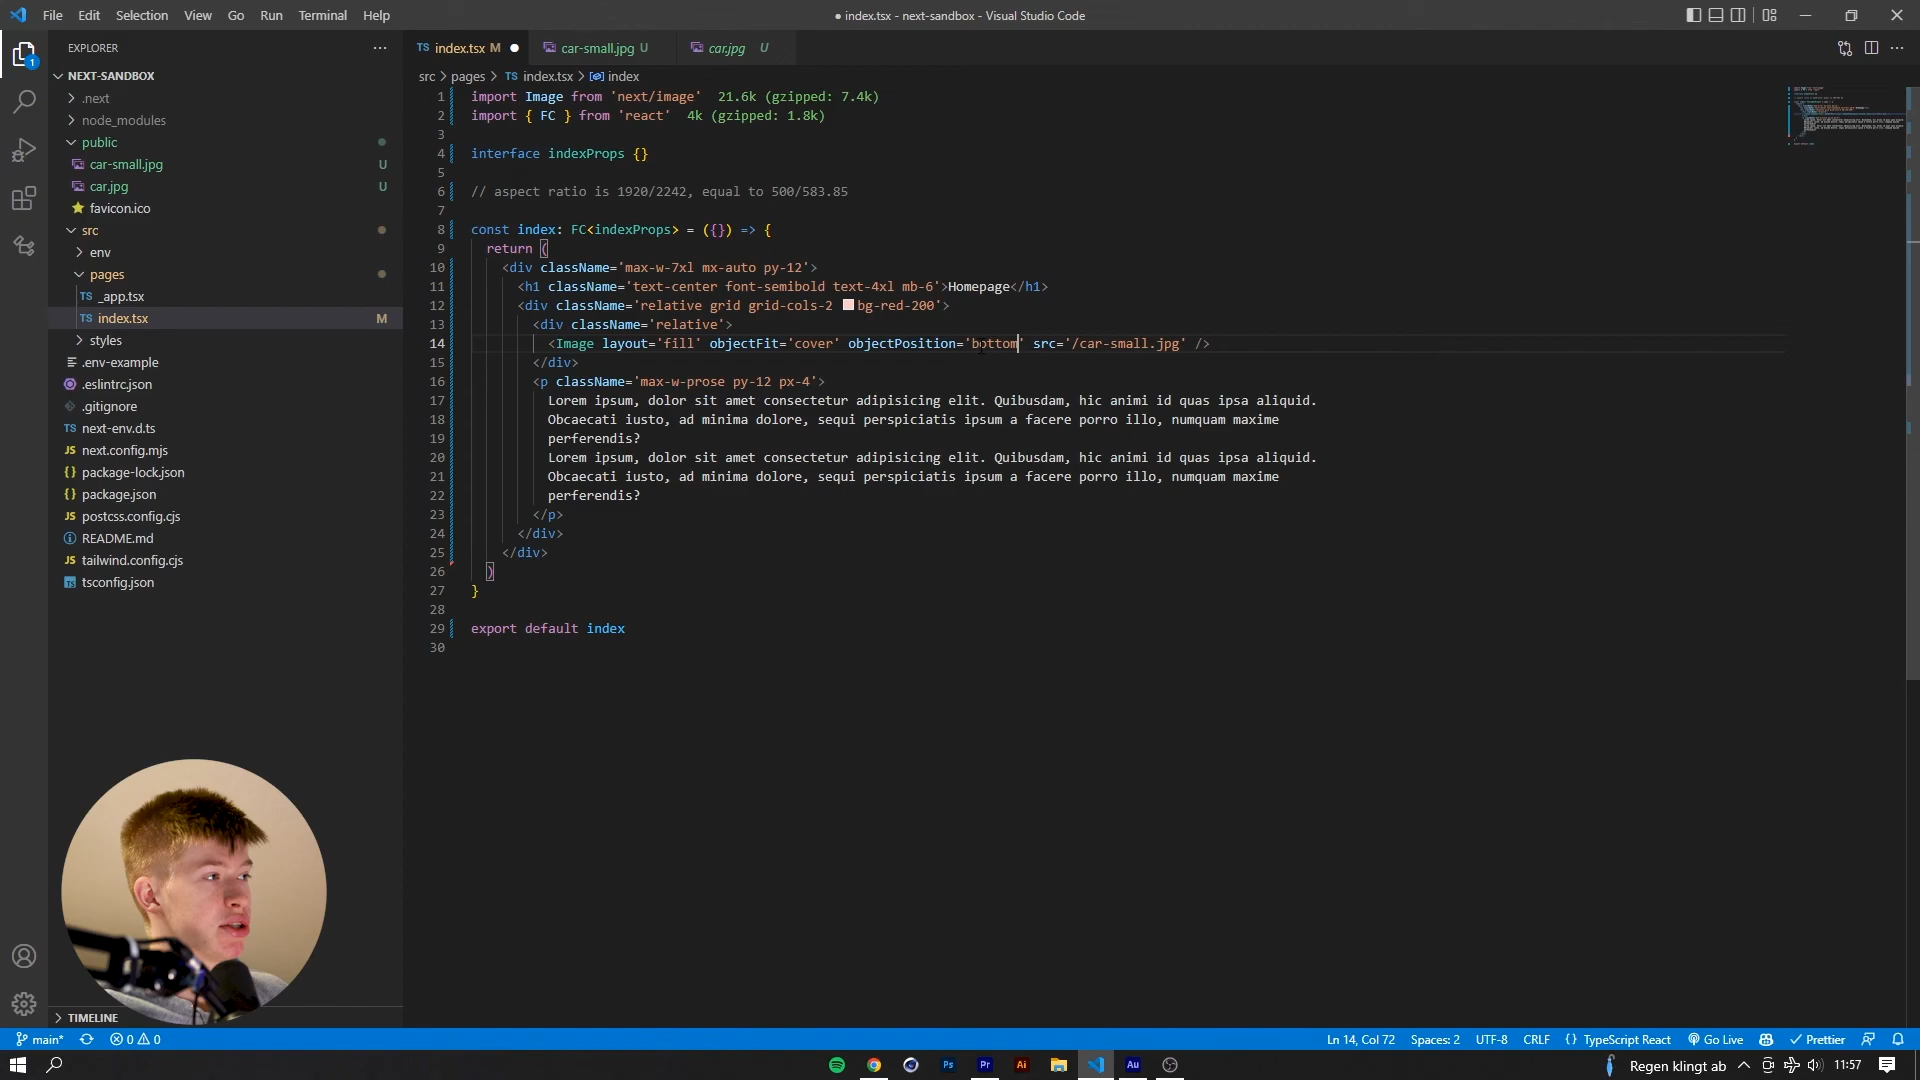 File Edit Selection View Go Run Terminal Help
● index.tsx - next-sandbox - Visual Studio Code
EXPLORER
TS index.tsx M
car-small.jpg U
car.jpg U
src > pages > TS index.tsx > index
NEXT-SANDBOX
.next
node_modules
public
car-small.jpg U
car.jpg U
favicon.ico
src
env
pages
TS _app.tsx
TS index.tsx M
styles
.env-example
.eslintrc.json
.gitignore
TS next-env.d.ts
JS next.config.mjs
{} package-lock.json
{} package.json
JS postcss.config.cjs
README.md
JS tailwind.config.cjs
tsconfig.json
TIMELINE
1 import Image from 'next/image' 21.6k (gzipped: 7.4k)
2 import { FC } from 'react' 4k (gzipped: 1.8k)
3
4 interface indexProps {}
5
6 // aspect ratio is 1920/2242, equal to 500/583.85
7
8 const index: FC<indexProps> = ({}) => {
9 return (
10 <div className='max-w-7xl mx-auto py-12'>
11 <h1 className='text-center font-semibold text-4xl mb-6'>Homepage</h1>
12 <div className='relative grid grid-cols-2 bg-red-200'>
13 <div className='relative'>
14 <Image layout='fill' objectFit='cover' objectPosition='bottom' src='/car-small.jpg' />
15 </div>
16 <p className='max-w-prose py-12 px-4'>
17 Lorem ipsum, dolor sit amet consectetur adipisicing elit. Quibusdam, hic animi id quas ipsa aliquid.
18 Obcaecati iusto, ad minima dolore, sequi perspiciatis ipsum a facere porro illo, numquam maxime
19 perferendis?
20 Lorem ipsum, dolor sit amet consectetur adipisicing elit. Quibusdam, hic animi id quas ipsa aliquid.
21 Obcaecati iusto, ad minima dolore, sequi perspiciatis ipsum a facere porro illo, numquam maxime
22 perferendis?
23 </p>
24 </div>
25 </div>
26 )
27 }
28
29 export default index
30
main* 0 0
Ln 14, Col 72 Spaces: 2 UTF-8 CRLF {} TypeScript React Go Live Prettier
Ps Pr Ai Au
Regen klingt ab 11:57